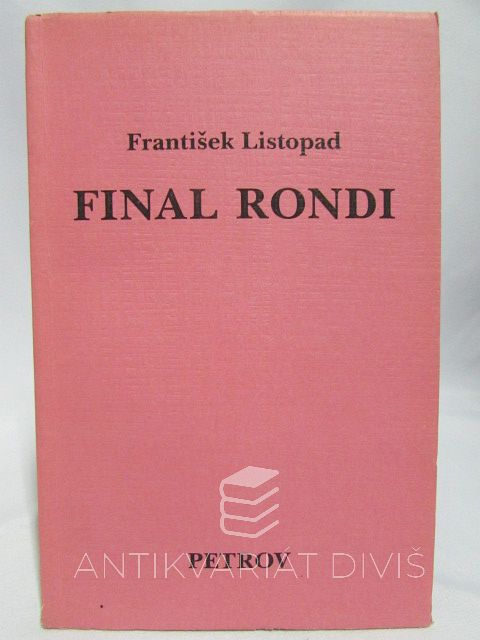 František Listopad
FINAL RONDI
PETROV
ANTIKVARIÁT DIVIŠ